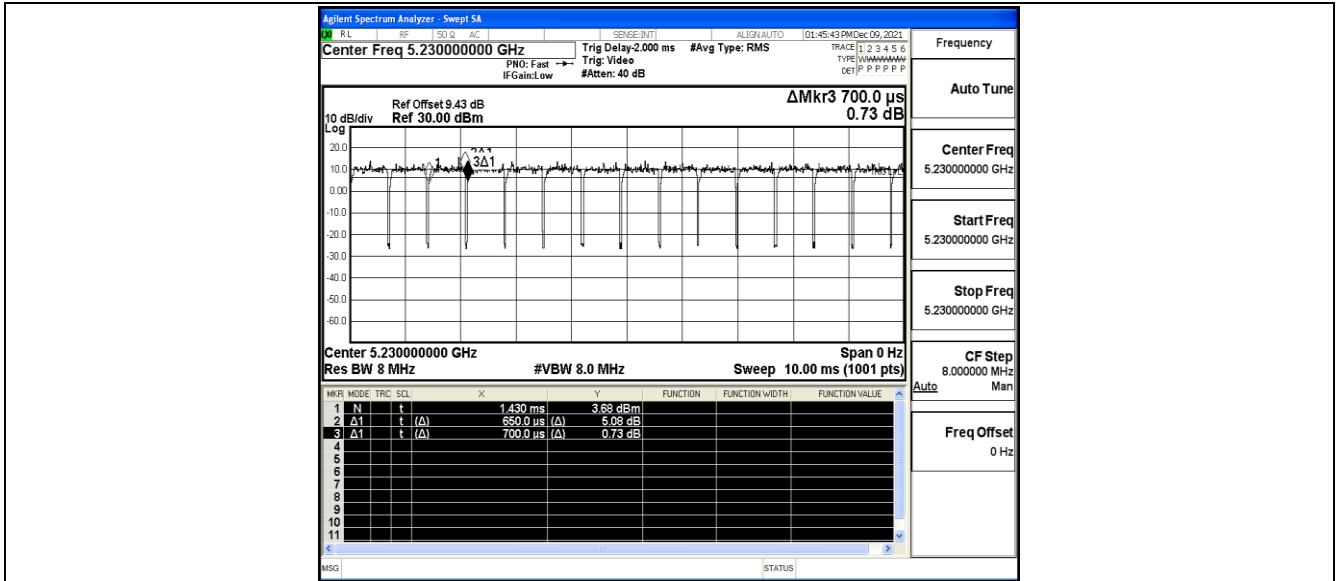 Agilent Spectrum Analyzer - Swept SA
RL RF 50 Ω AC SENSE:INT ALIGN AUTO 01:45:43 PM Dec 09, 2021
Center Freq 5.230000000 GHz
PNO: Fast
IFGain:Low
Trig Delay-2.000 ms
Trig: Video
#Atten: 40 dB
#Avg Type: RMS
TRACE 1 2 3 4 5 6
TYPE
DET P P P P P P
Ref Offset 9.43 dB
10 dB/div Ref 30.00 dBm
Log
ΔMkr3 700.0 µs
0.73 dB
20.0
10.0
0.00
-10.0
-20.0
-30.0
-40.0
-50.0
-60.0
1
3Δ1
Center 5.230000000 GHz Span 0 Hz
Res BW 8 MHz #VBW 8.0 MHz Sweep 10.00 ms (1001 pts)
MKR MODE TRC SCL X Y FUNCTION FUNCTION WIDTH FUNCTION VALUE
1 N t 1.430 ms 3.68 dBm
2 Δ1 t (Δ) 650.0 µs (Δ) 5.08 dB
3 Δ1 t (Δ) 700.0 µs (Δ) 0.73 dB
4
5
6
7
8
9
10
11
MSG STATUS
Frequency
Auto Tune
Center Freq
5.230000000 GHz
Start Freq
5.230000000 GHz
Stop Freq
5.230000000 GHz
CF Step
8.000000 MHz
Auto Man
Freq Offset
0 Hz